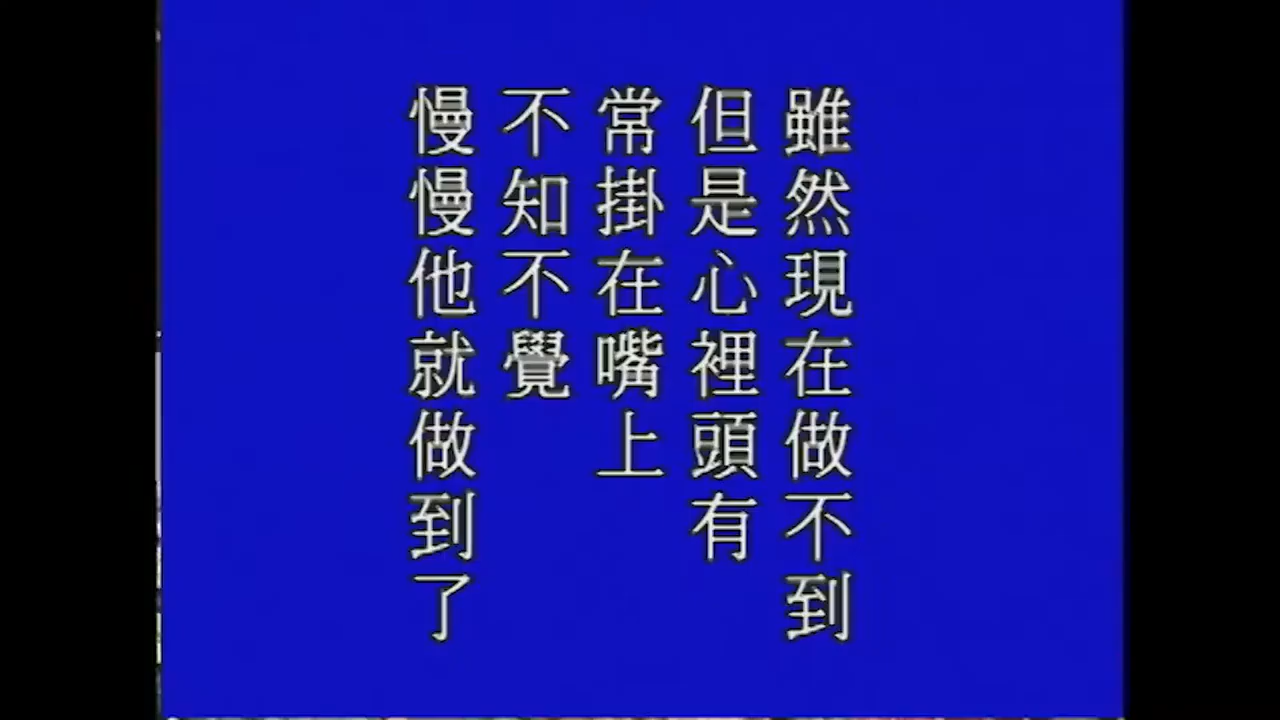 雖然現在做不到
但是心裡頭有
常掛在嘴上
不知不覺
慢慢他就做到了